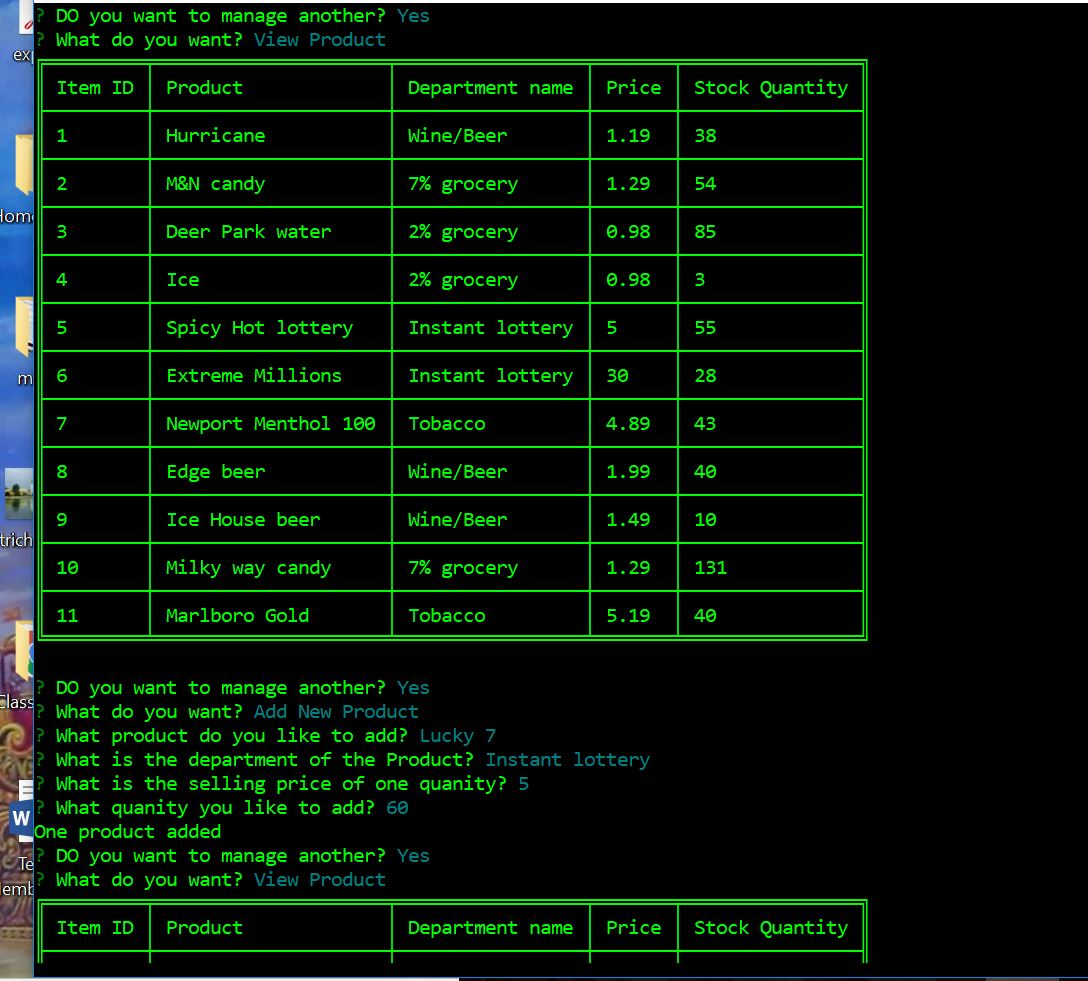 ? DO you want to manage another? Yes
? What do you want? View Product
Item ID Product Department name Price Stock Quantity
1 Hurricane Wine/Beer 1.19 38
2 M&N candy 7% grocery 1.29 54
3 Deer Park water 2% grocery 0.98 85
4 Ice 2% grocery 0.98 3
5 Spicy Hot lottery Instant lottery 5 55
6 Extreme Millions Instant lottery 30 28
7 Newport Menthol 100 Tobacco 4.89 43
8 Edge beer Wine/Beer 1.99 40
9 Ice House beer Wine/Beer 1.49 10
10 Milky way candy 7% grocery 1.29 131
11 Marlboro Gold Tobacco 5.19 40
? DO you want to manage another? Yes
? What do you want? Add New Product
? What product do you like to add? Lucky 7
? What is the department of the Product? Instant lottery
? What is the selling price of one quanity? 5
? What quanity you like to add? 60
One product added
? DO you want to manage another? Yes
? What do you want? View Product
Item ID Product Department name Price Stock Quantity